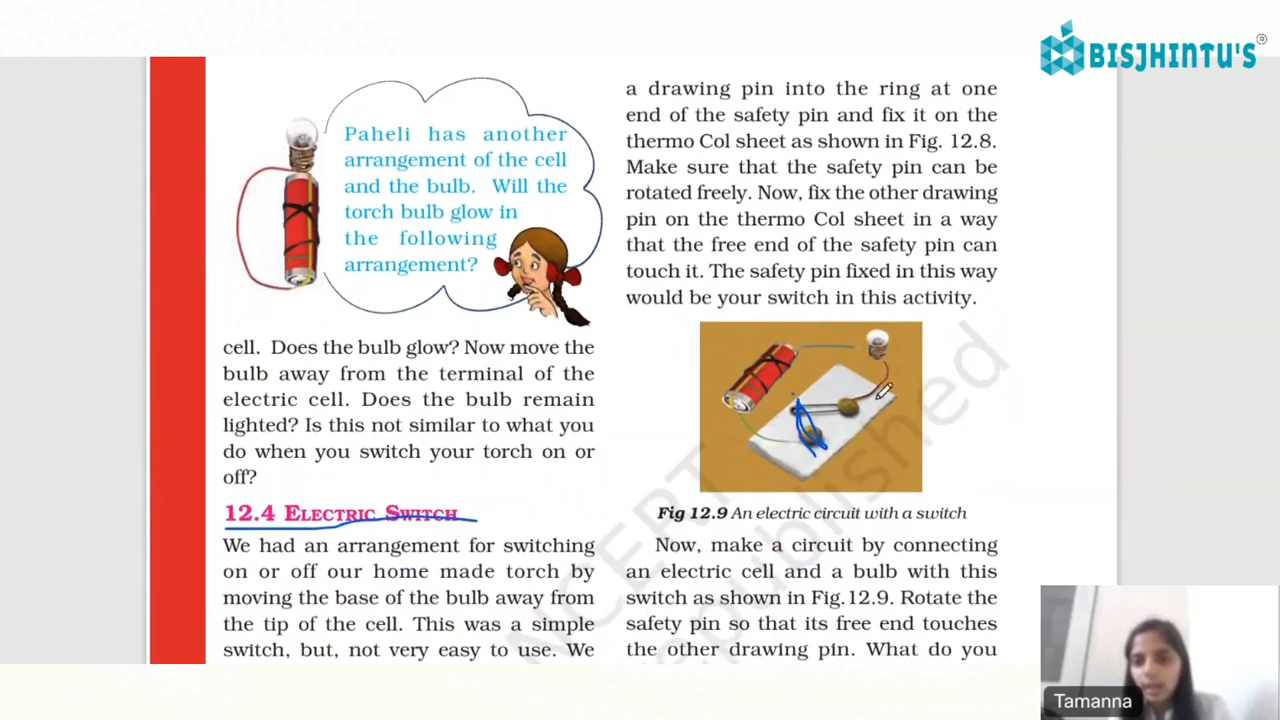 BISJHINTU'S®
Paheli has another
arrangement of the cell
and the bulb. Will the
torch bulb glow in
the following
arrangement?
cell. Does the bulb glow? Now move the
bulb away from the terminal of the
electric cell. Does the bulb remain
lighted? Is this not similar to what you
do when you switch your torch on or
off?
12.4 ELECTRIC SWITCH
We had an arrangement for switching
on or off our home made torch by
moving the base of the bulb away from
the tip of the cell. This was a simple
switch, but, not very easy to use. We
a drawing pin into the ring at one
end of the safety pin and fix it on the
thermo Col sheet as shown in Fig. 12.8.
Make sure that the safety pin can be
rotated freely. Now, fix the other drawing
pin on the thermo Col sheet in a way
that the free end of the safety pin can
touch it. The safety pin fixed in this way
would be your switch in this activity.
Fig 12.9 An electric circuit with a switch
Now, make a circuit by connecting
an electric cell and a bulb with this
switch as shown in Fig.12.9. Rotate the
safety pin so that its free end touches
the other drawing pin. What do you
NCERT
republished
Tamanna